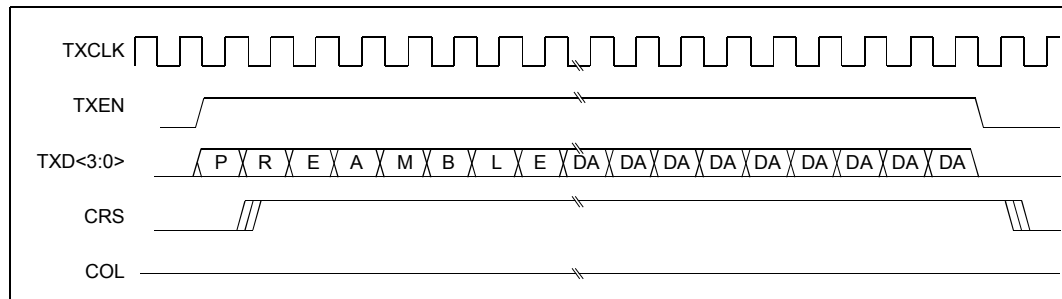 TXCLK
TXEN
TXD<3:0> P R E A M B L E DA DA DA DA DA DA DA DA DA
CRS
COL